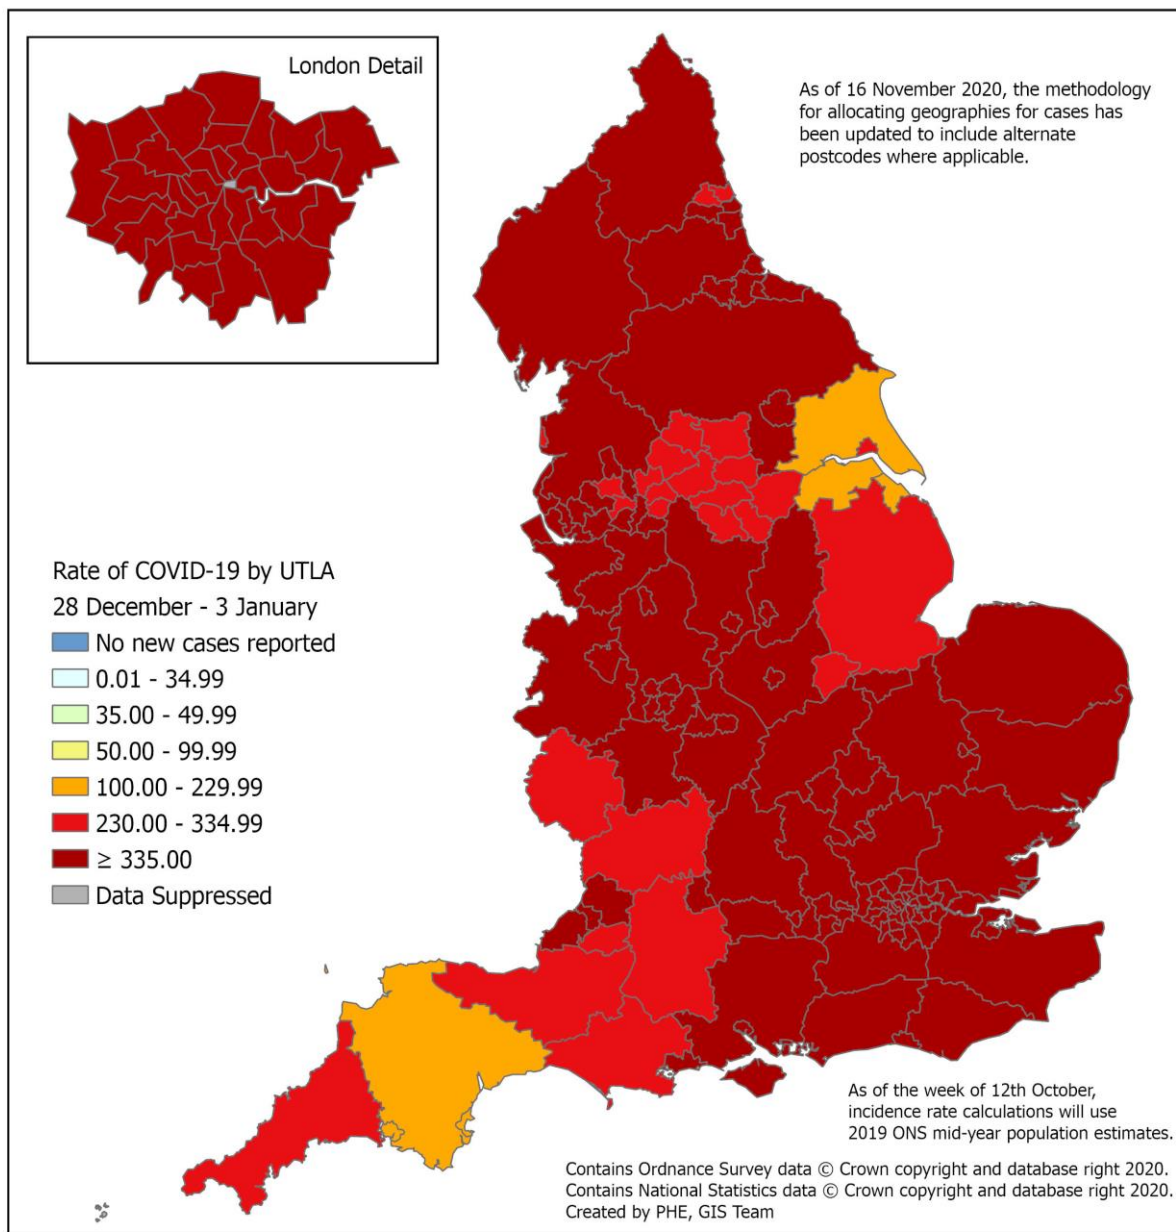 London Detail
As of 16 November 2020, the methodology
for allocating geographies for cases has
been updated to include alternate
postcodes where applicable.
Rate of COVID-19 by UTLA
28 December - 3 January
No new cases reported
0.01 - 34.99
35.00 - 49.99
50.00 - 99.99
100.00 - 229.99
230.00 - 334.99
≥ 335.00
Data Suppressed
As of the week of 12th October,
incidence rate calculations will use
2019 ONS mid-year population estimates.
Contains Ordnance Survey data © Crown copyright and database right 2020.
Contains National Statistics data © Crown copyright and database right 2020.
Created by PHE, GIS Team